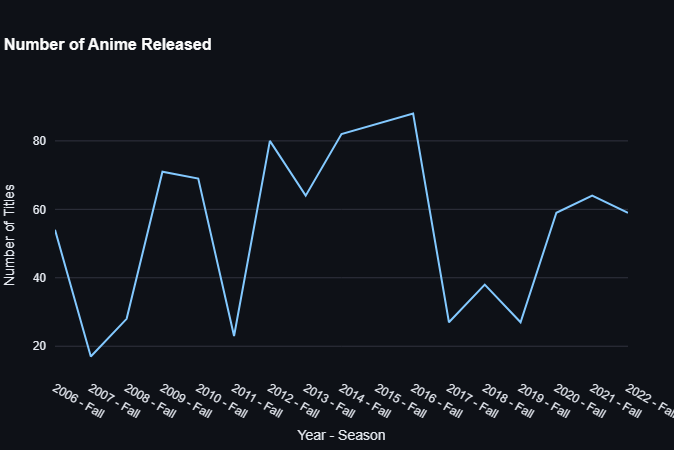 Number of Anime Released
Number of Titles
80
60
40
20
2006 - Fall
2007 - Fall
2008 - Fall
2009 - Fall
2010 - Fall
2011 - Fall
2012 - Fall
2013 - Fall
2014 - Fall
2015 - Fall
2016 - Fall
2017 - Fall
2018 - Fall
2019 - Fall
2020 - Fall
2021 - Fall
2022 - Fall
Year - Season